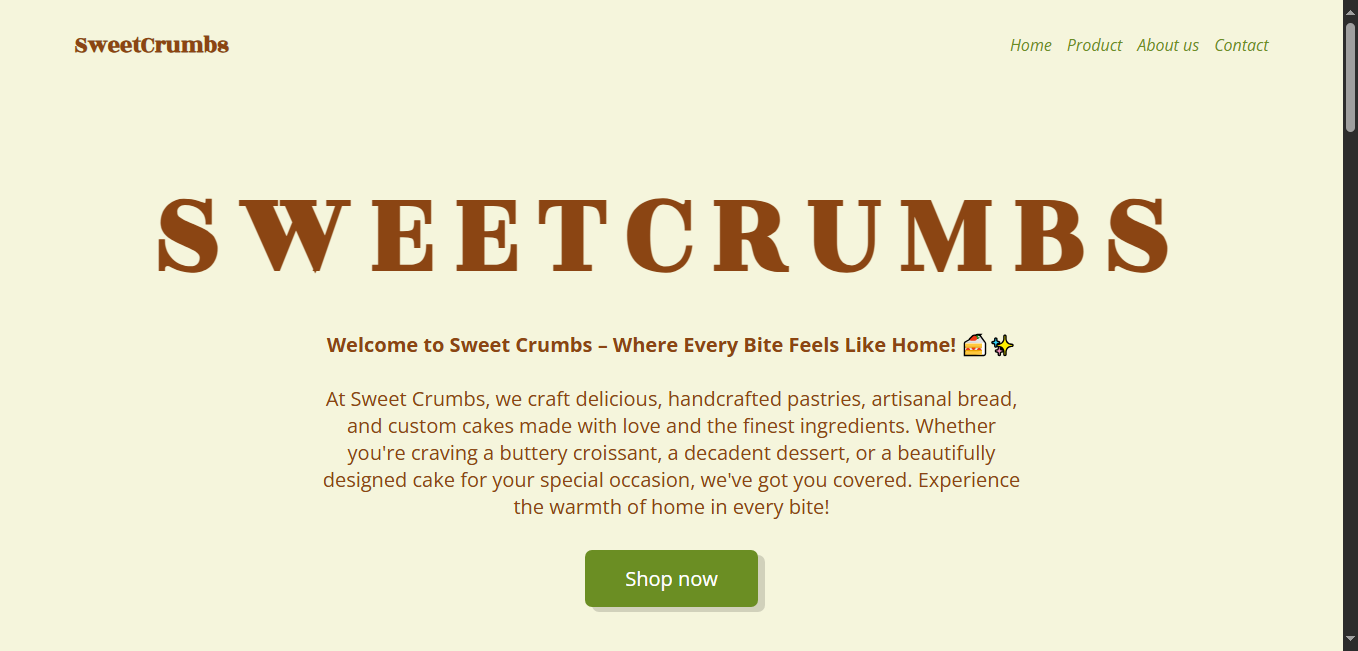 SweetCrumbs
Home Product About us Contact
SWEETCRUMBS
Welcome to Sweet Crumbs – Where Every Bite Feels Like Home! 🍰✨
At Sweet Crumbs, we craft delicious, handcrafted pastries, artisanal bread,
and custom cakes made with love and the finest ingredients. Whether
you're craving a buttery croissant, a decadent dessert, or a beautifully
designed cake for your special occasion, we've got you covered. Experience
the warmth of home in every bite!
Shop now